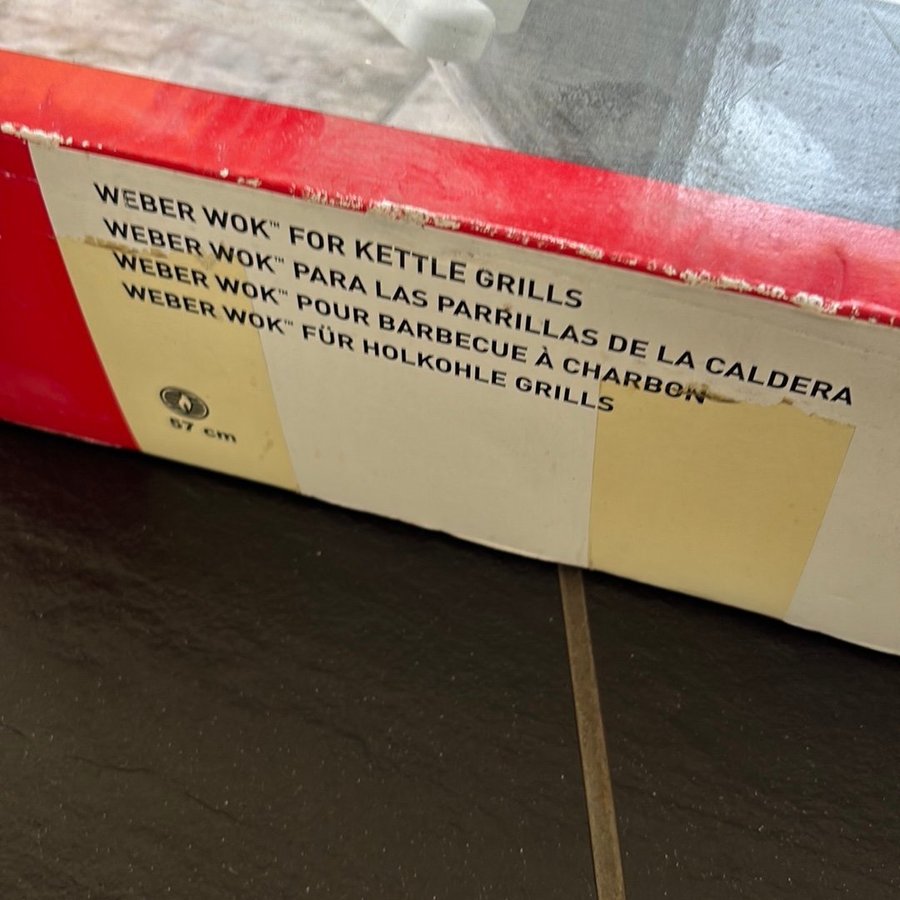 WEBER WOK™ FOR KETTLE GRILLS
WEBER WOK™ PARA LAS PARRILLAS DE LA CALDERA
WEBER WOK™ POUR BARBECUE À CHARBON
WEBER WOK™ FÜR HOLKOHLE GRILLS
57 cm